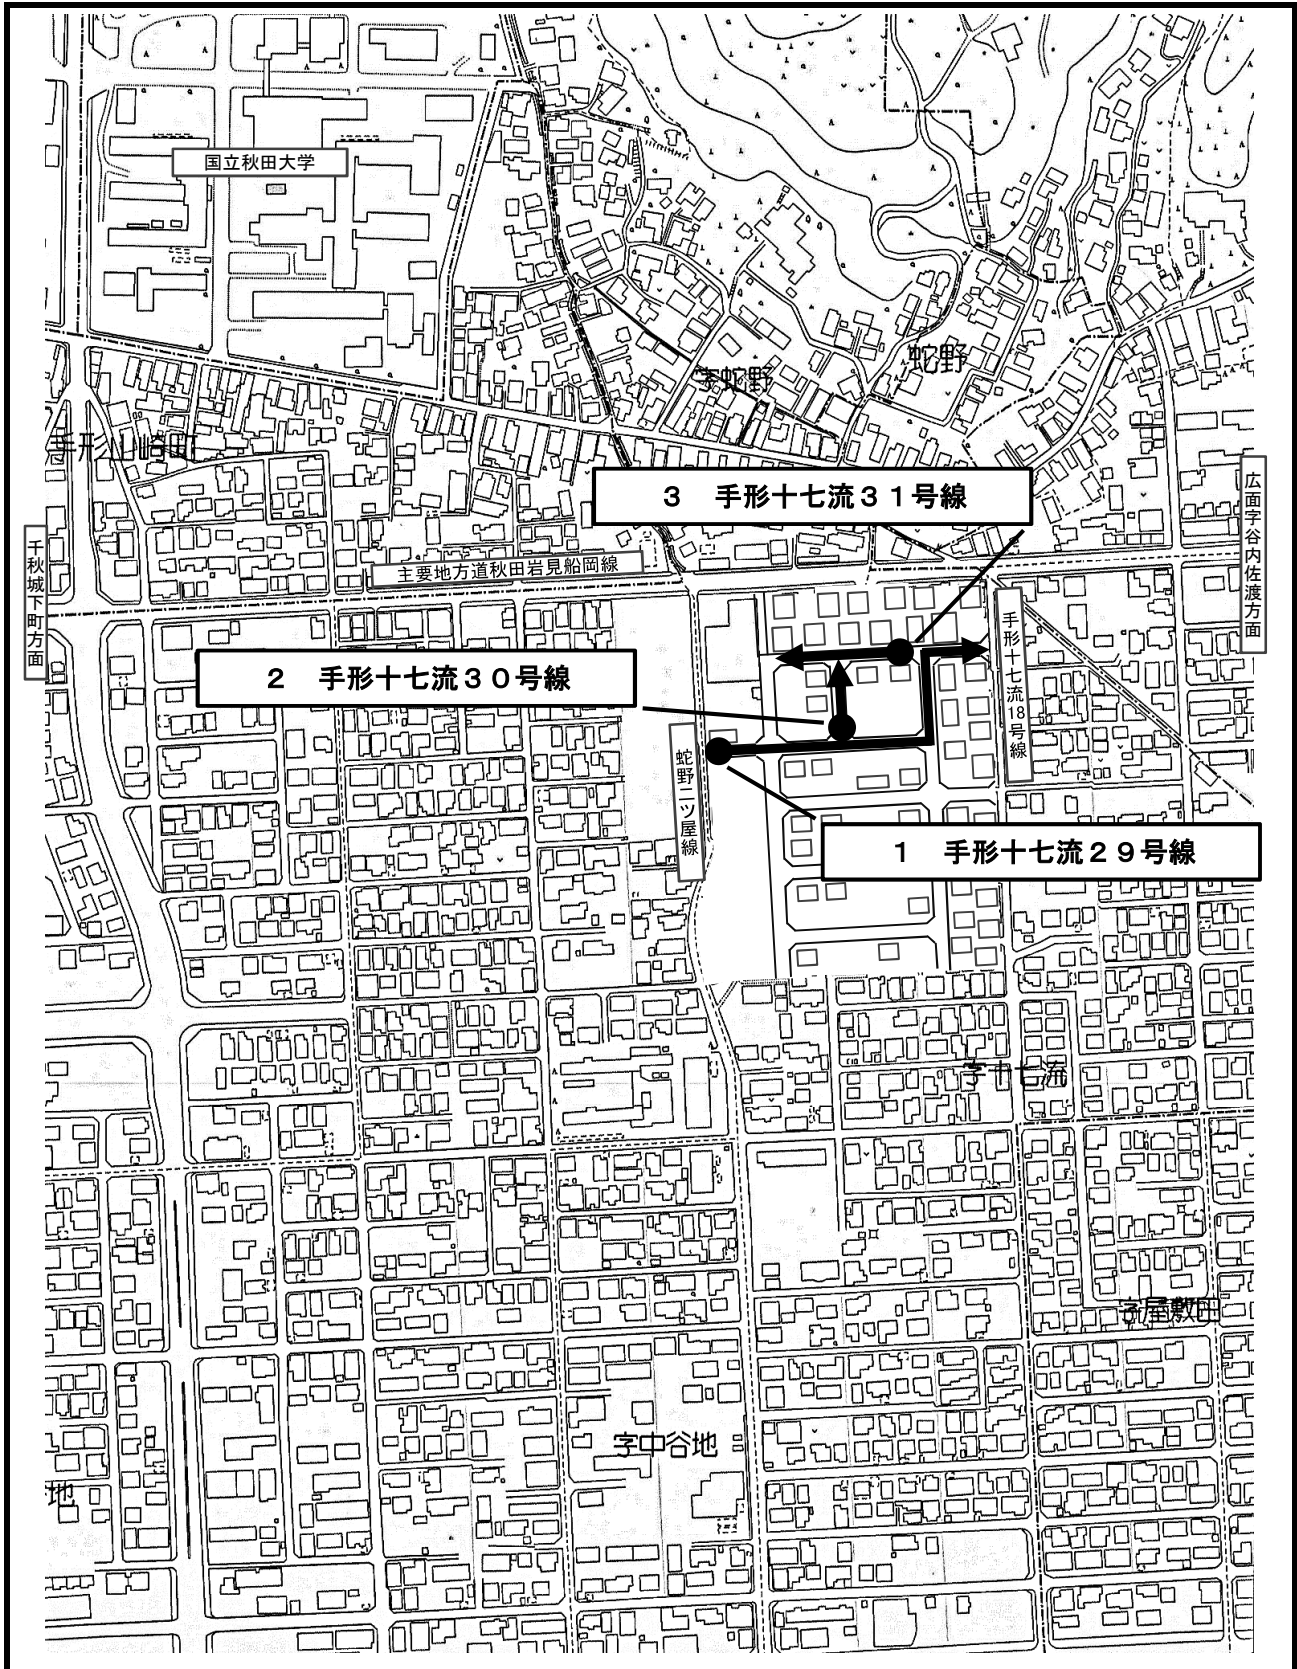 国立秋田大学
蛇野
字蛇野
手形山崎町
3 手形十七流31号線
広面字谷内佐渡方面
千秋城下町方面
主要地方道秋田岩見船岡線
手形十七流18号線
2 手形十七流30号線
蛇野二ツ屋線
1 手形十七流29号線
字十七流
字屋敷田
字中谷地
地